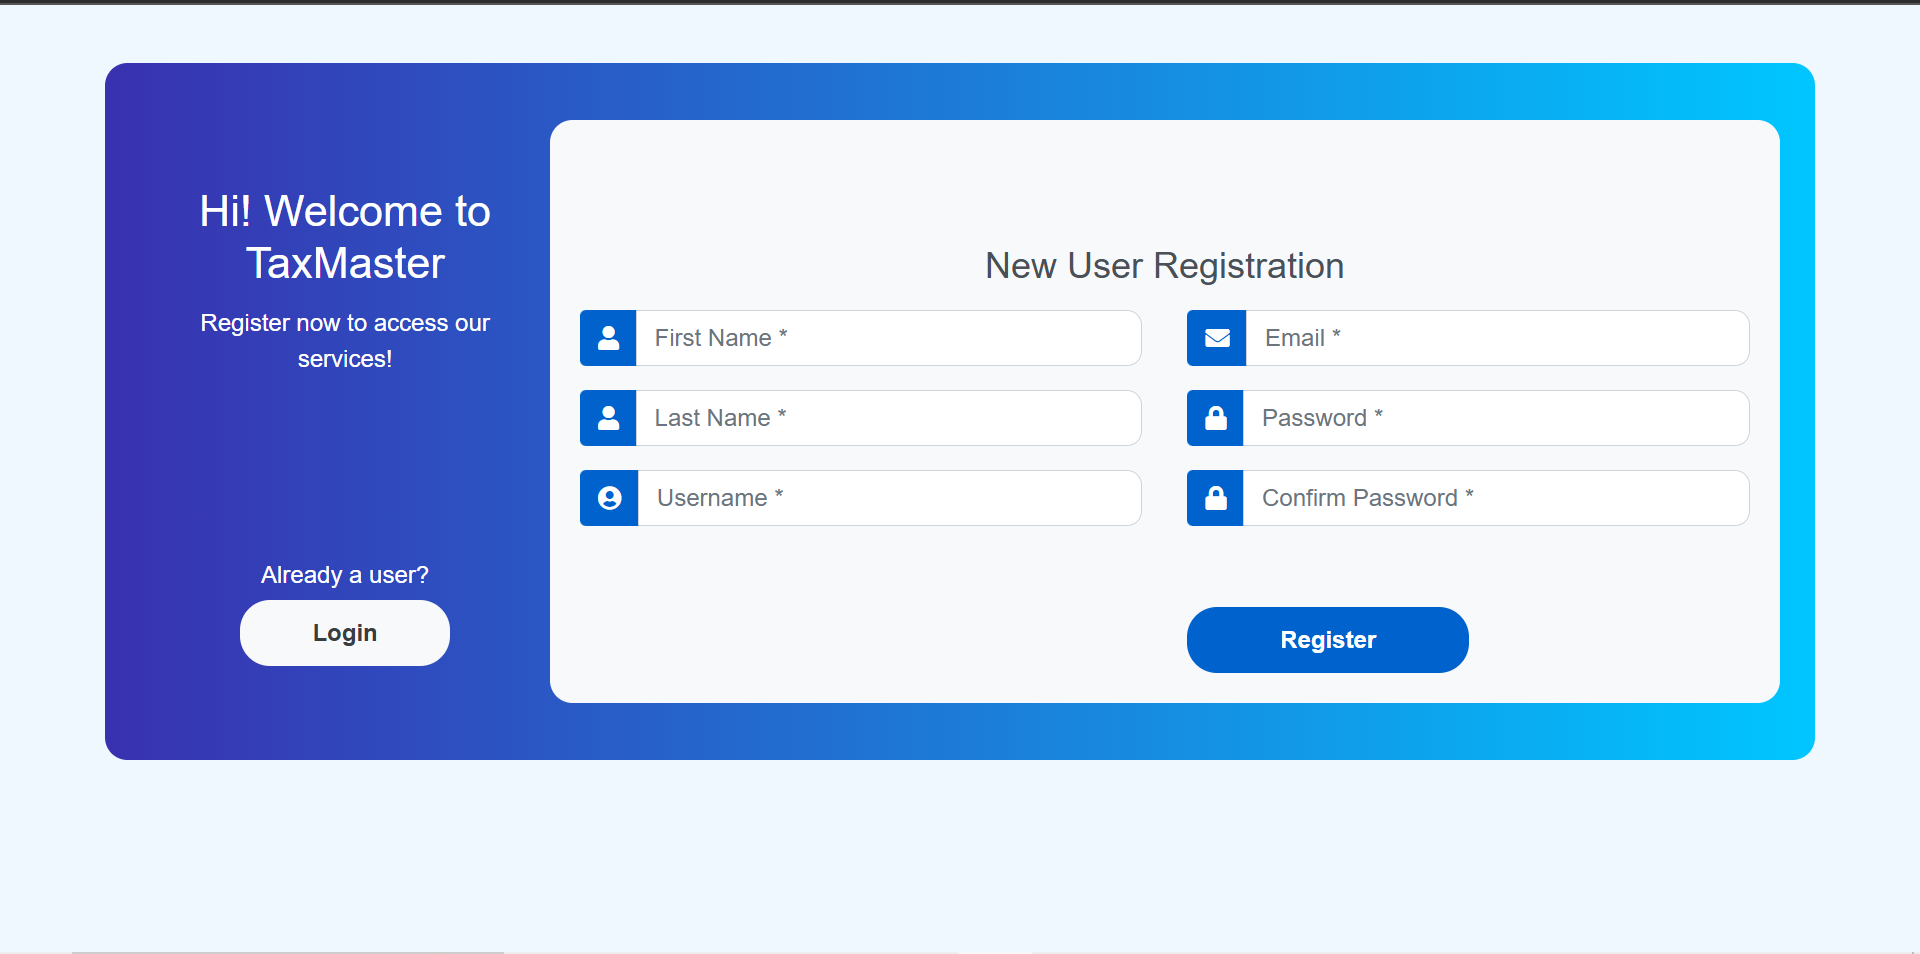 Hi! Welcome to
TaxMaster
Register now to access our
services!
Already a user?
Login
New User Registration
First Name *
Email *
Last Name *
Password *
Username *
Confirm Password *
Register